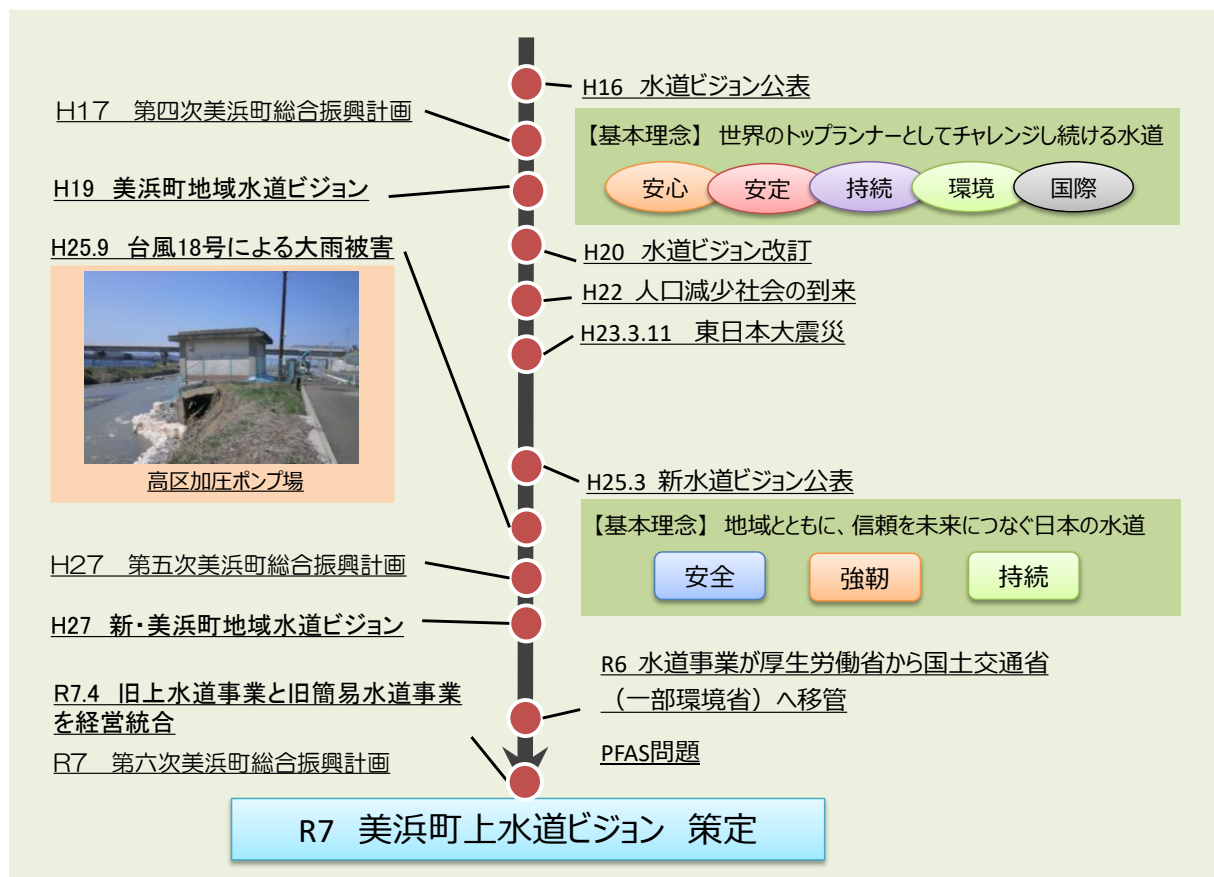 H16 水道ビジョン公表
H17 第四次美浜町総合振興計画
【基本理念】 世界のトップランナーとしてチャレンジし続ける水道
安心 安定 持続 環境 国際
H19 美浜町地域水道ビジョン
H20 水道ビジョン改訂
H22 人口減少社会の到来
H23.3.11 東日本大震災
H25.3 新水道ビジョン公表
【基本理念】 地域とともに、信頼を未来につなぐ日本の水道
安全 強靭 持続
H25.9 台風18号による大雨被害
高区加圧ポンプ場
H27 第五次美浜町総合振興計画
H27 新・美浜町地域水道ビジョン
R6 水道事業が厚生労働省から国土交通省
（一部環境省）へ移管
PFAS問題
R7.4 旧上水道事業と旧簡易水道事業
を経営統合
R7 第六次美浜町総合振興計画
R7 美浜町上水道ビジョン 策定